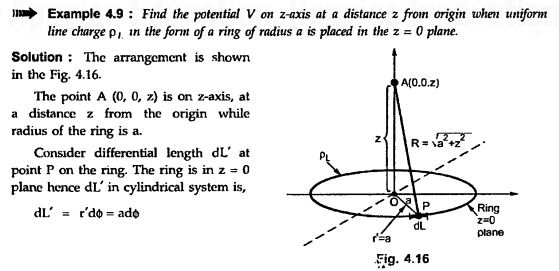 Example 4.9 : Find the potential V on z-axis at a distance z from origin when uniform
line charge ρL in the form of a ring of radius a is placed in the z = 0 plane.
Solution : The arrangement is shown
in the Fig. 4.16.
The point A (0, 0, z) is on z-axis, at
a distance z from the origin while
radius of the ring is a.
Consider differential length dL′ at
point P on the ring. The ring is in z = 0
plane hence dL′ in cylindrical system is,
dL′ = r′dϕ = adϕ
A(0.0.z)
z
R = √a²+z²
ρL
O
a
P
dL
r′=a
Ring
z=0
plane
Fig. 4.16